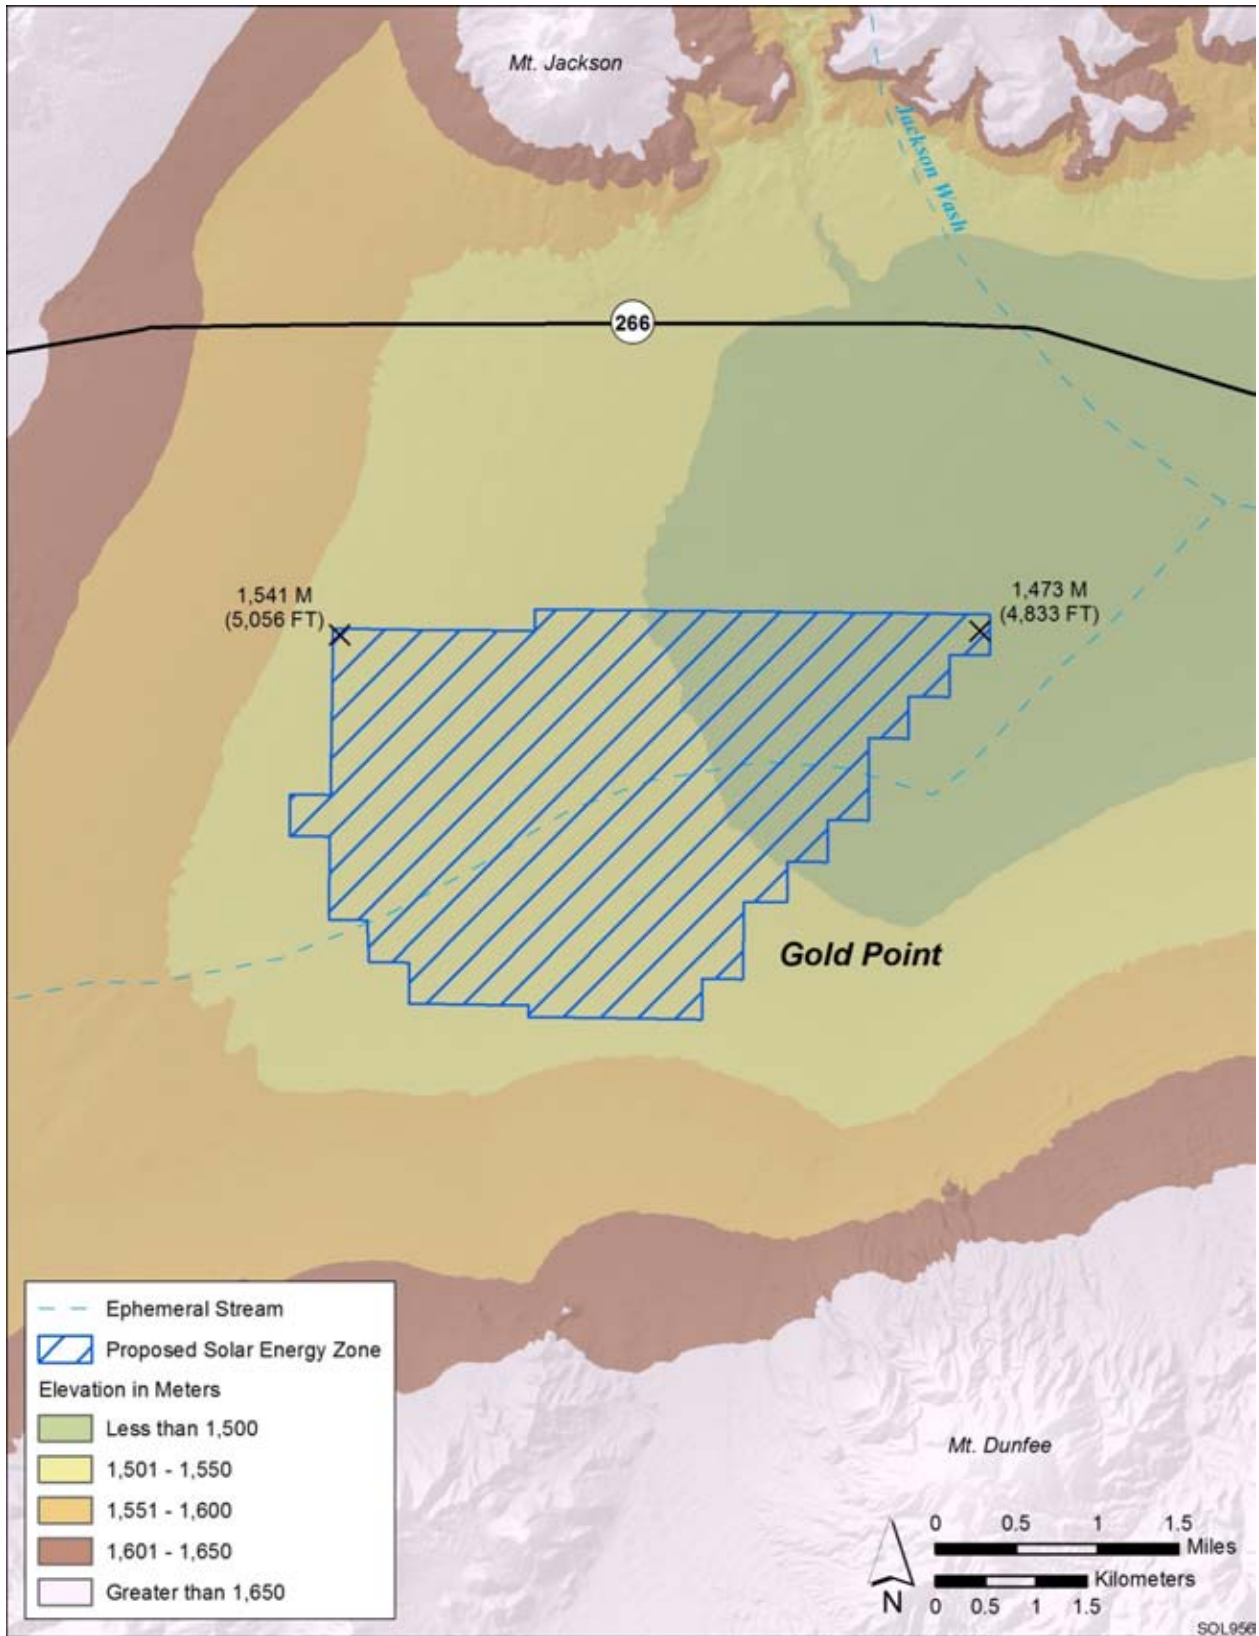 Mt. Jackson
Jackson Wash
266
1,541 M
(5,056 FT)
1,473 M
(4,833 FT)
Gold Point
Ephemeral Stream
Proposed Solar Energy Zone
Elevation in Meters
Less than 1,500
1,501 - 1,550
1,551 - 1,600
1,601 - 1,650
Greater than 1,650
Mt. Dunfee
0 0.5 1 1.5
Miles
Kilometers
0 0.5 1 1.5
N
SOL956